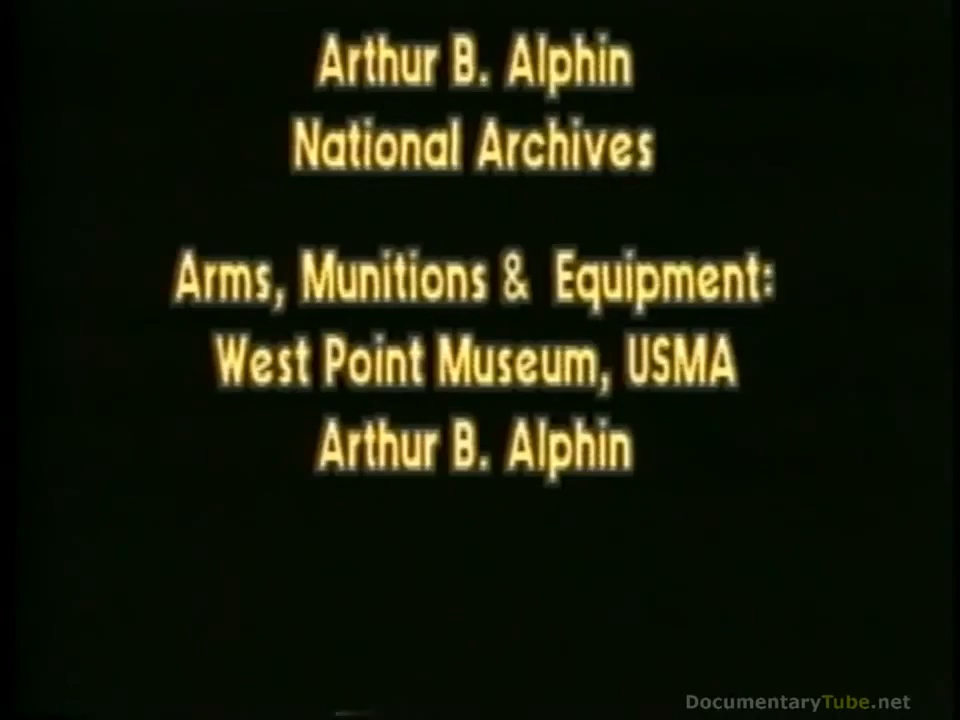 Arthur B. Alphin
National Archives
Arms, Munitions & Equipment:
West Point Museum, USMA
Arthur B. Alphin
DocumentaryTube.net